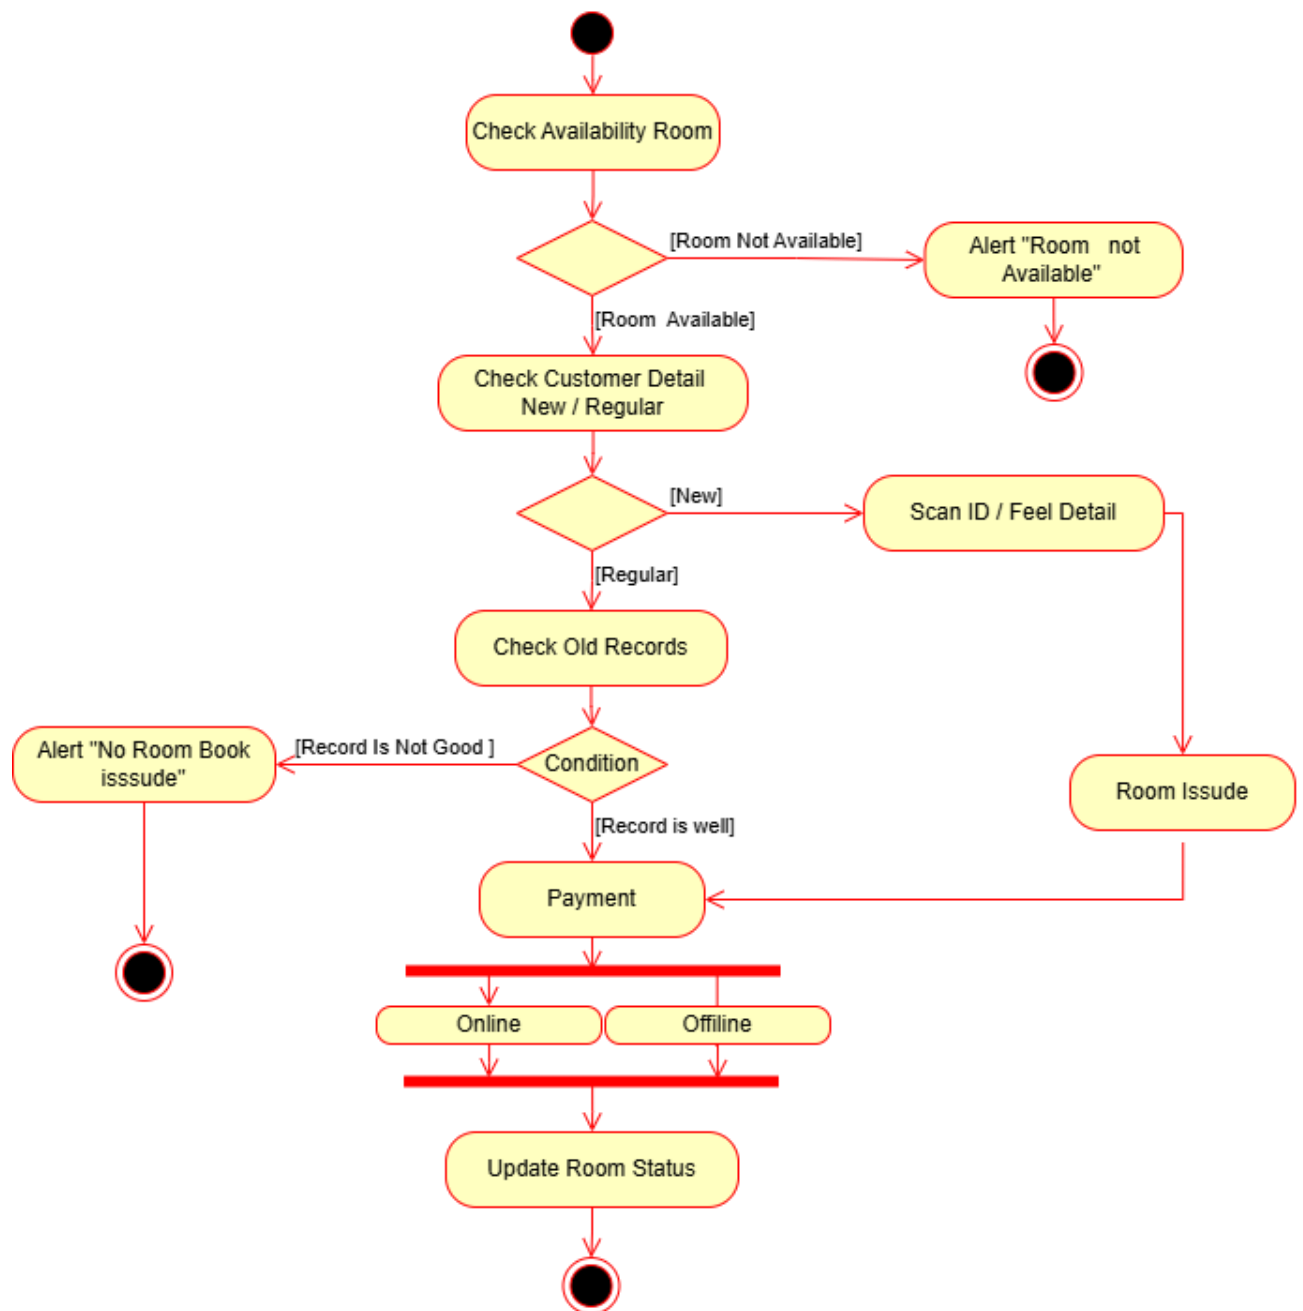 Check Availability Room
[Room Not Available]
Alert "Room not
Available"
[Room Available]
Check Customer Detail
New / Regular
[New]
Scan ID / Feel Detail
[Regular]
Check Old Records
Alert "No Room Book
isssude"
[Record Is Not Good ]
Condition
Room Issude
[Record is well]
Payment
Online
Offiline
Update Room Status